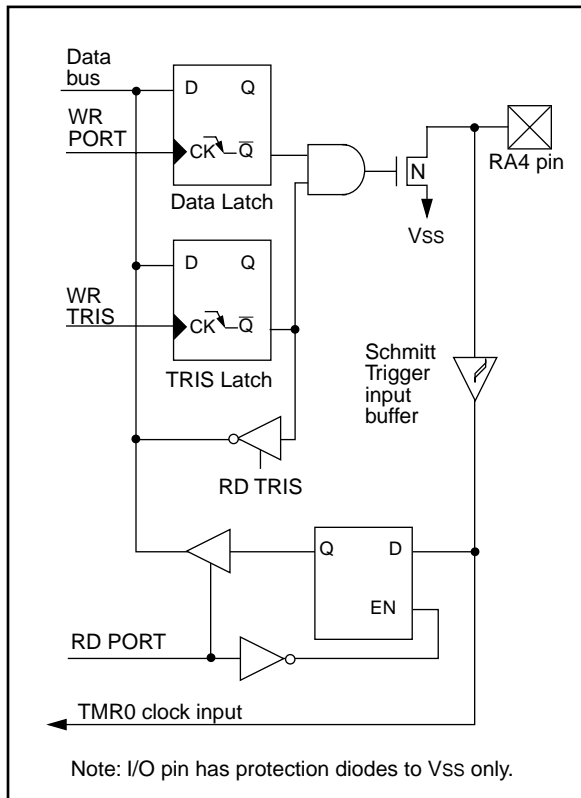 Data
bus
D Q
WR
PORT
CK Q
N
RA4 pin
Data Latch
VSS
D Q
WR
TRIS
CK Q
Schmitt
Trigger
input
buffer
TRIS Latch
RD TRIS
Q D
EN
RD PORT
TMR0 clock input
Note: I/O pin has protection diodes to VSS only.